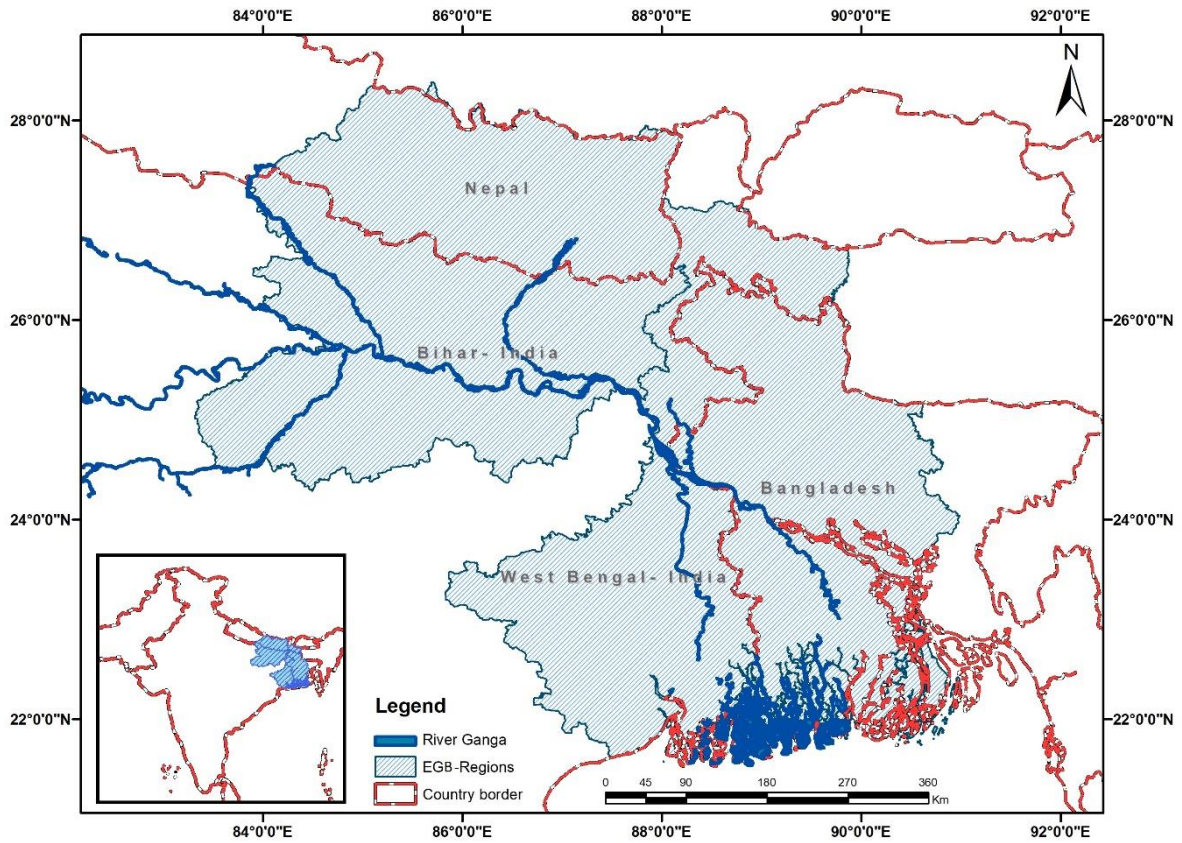 84°0'0"E 86°0'0"E 88°0'0"E 90°0'0"E 92°0'0"E
N
28°0'0"N 28°0'0"N
Nepal
26°0'0"N 26°0'0"N
Bihar- India
Bangladesh
24°0'0"N 24°0'0"N
West Bengal- India
22°0'0"N 22°0'0"N
Legend
River Ganga
EGB-Regions
Country border
0 45 90 180 270 360
Km
84°0'0"E 86°0'0"E 88°0'0"E 90°0'0"E 92°0'0"E